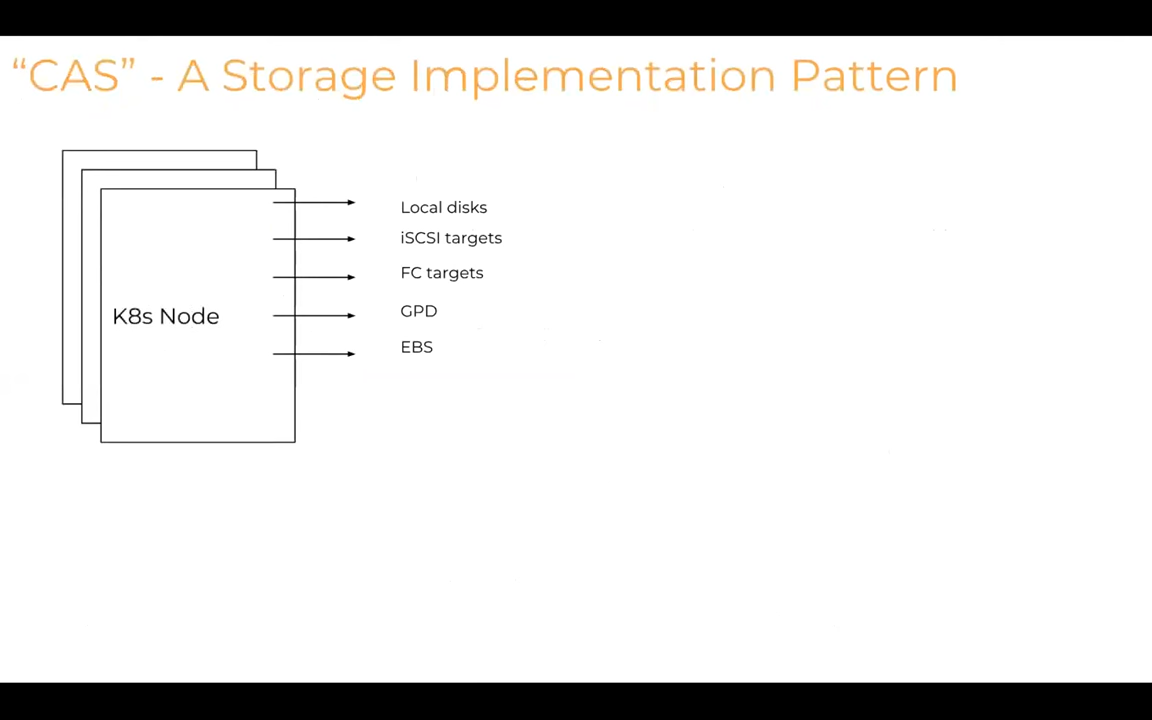 “CAS” - A Storage Implementation Pattern
Local disks
iSCSI targets
FC targets
K8s Node
GPD
EBS